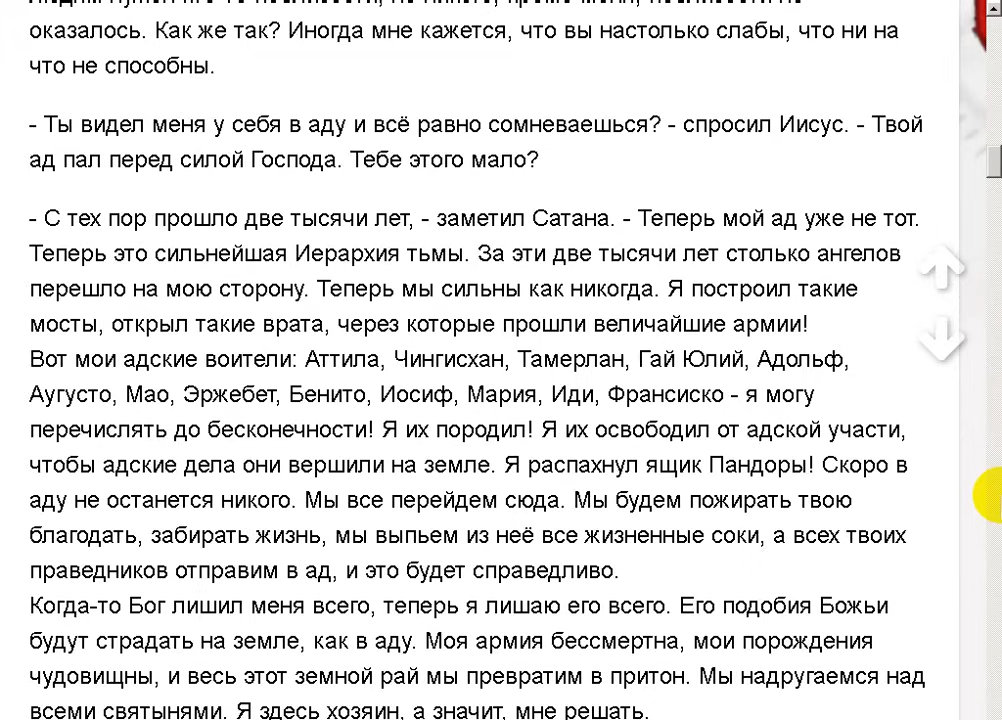 оказалось. Как же так? Иногда мне кажется, что вы настолько слабы, что ни на
что не способны.
- Ты видел меня у себя в аду и всё равно сомневаешься? - спросил Иисус. - Твой
ад пал перед силой Господа. Тебе этого мало?
- С тех пор прошло две тысячи лет, - заметил Сатана. - Теперь мой ад уже не тот.
Теперь это сильнейшая Иерархия тьмы. За эти две тысячи лет столько ангелов
перешло на мою сторону. Теперь мы сильны как никогда. Я построил такие
мосты, открыл такие врата, через которые прошли величайшие армии!
Вот мои адские воители: Аттила, Чингисхан, Тамерлан, Гай Юлий, Адольф,
Аугусто, Мао, Эржебет, Бенито, Иосиф, Мария, Иди, Франсиско - я могу
перечислять до бесконечности! Я их породил! Я их освободил от адской участи,
чтобы адские дела они вершили на земле. Я распахнул ящик Пандоры! Скоро в
аду не останется никого. Мы все перейдем сюда. Мы будем пожирать твою
благодать, забирать жизнь, мы выпьем из неё все жизненные соки, а всех твоих
праведников отправим в ад, и это будет справедливо.
Когда-то Бог лишил меня всего, теперь я лишаю его всего. Его подобия Божьи
будут страдать на земле, как в аду. Моя армия бессмертна, мои порождения
чудовищны, и весь этот земной рай мы превратим в притон. Мы надругаемся над
всеми святынями. Я здесь хозяин, а значит, мне решать.